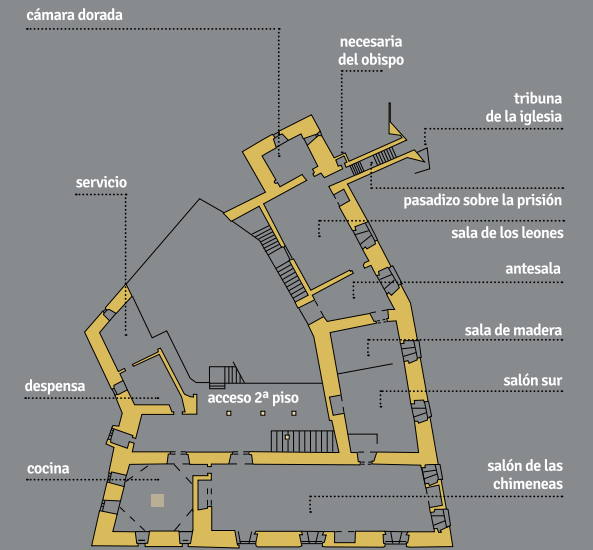 cámara dorada
necesaria
del obispo
tribuna
de la iglesia
servicio
pasadizo sobre la prisión
sala de los leones
antesala
sala de madera
salón sur
despensa
acceso 2ª piso
cocina
salón de las
chimeneas